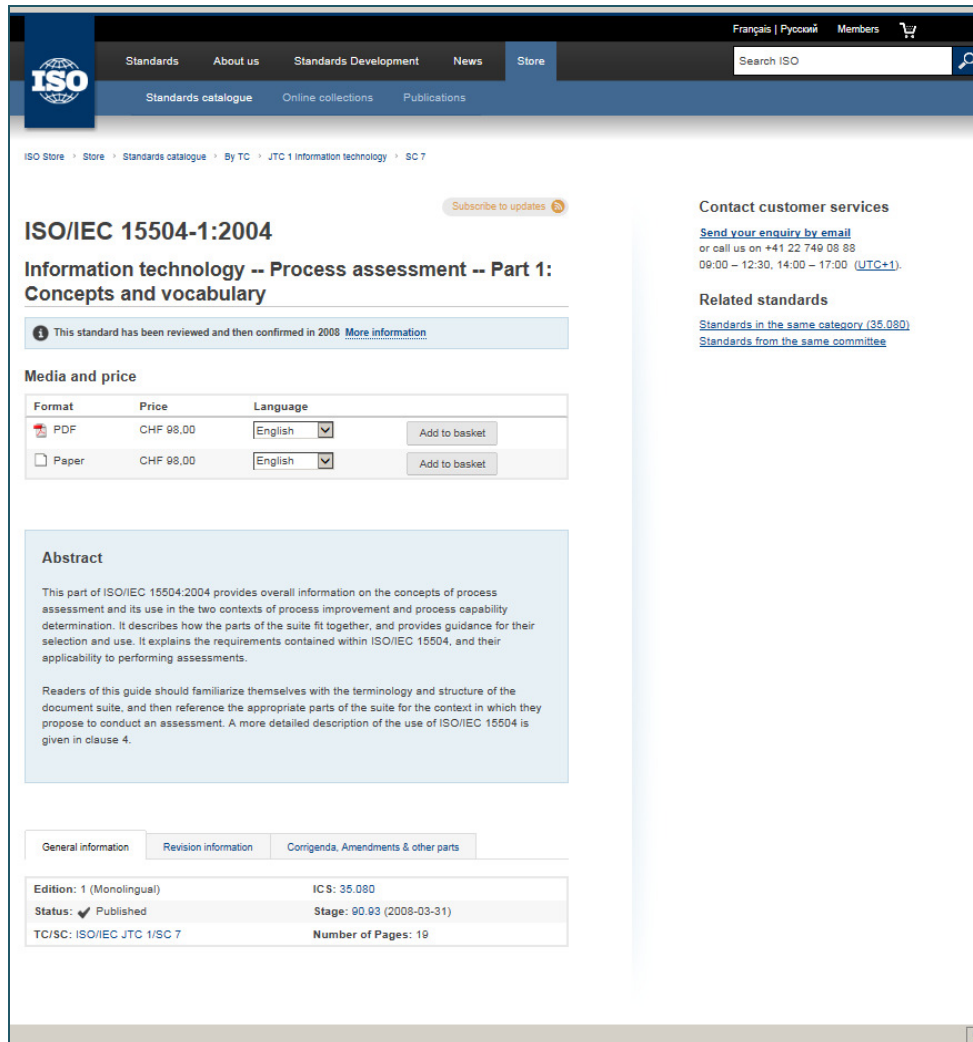 Français | Русский Members
ISO
Standards About us Standards Development News Store
Search ISO
Standards catalogue Online collections Publications
ISO Store › Store › Standards catalogue › By TC › JTC 1 Information technology › SC 7
Subscribe to updates
ISO/IEC 15504-1:2004
Information technology -- Process assessment -- Part 1:
Concepts and vocabulary
This standard has been reviewed and then confirmed in 2008 More information
Media and price
Format Price Language
PDF CHF 98,00 English Add to basket
Paper CHF 98,00 English Add to basket
Abstract
This part of ISO/IEC 15504:2004 provides overall information on the concepts of process
assessment and its use in the two contexts of process improvement and process capability
determination. It describes how the parts of the suite fit together, and provides guidance for their
selection and use. It explains the requirements contained within ISO/IEC 15504, and their
applicability to performing assessments.
Readers of this guide should familiarize themselves with the terminology and structure of the
document suite, and then reference the appropriate parts of the suite for the context in which they
propose to conduct an assessment. A more detailed description of the use of ISO/IEC 15504 is
given in clause 4.
General information Revision information Corrigenda, Amendments & other parts
Edition: 1 (Monolingual) ICS: 35.080
Status: Published Stage: 90.93 (2008-03-31)
TC/SC: ISO/IEC JTC 1/SC 7 Number of Pages: 19
Contact customer services
Send your enquiry by email
or call us on +41 22 749 08 88
09:00 – 12:30, 14:00 – 17:00 (UTC+1).
Related standards
Standards in the same category (35.080)
Standards from the same committee